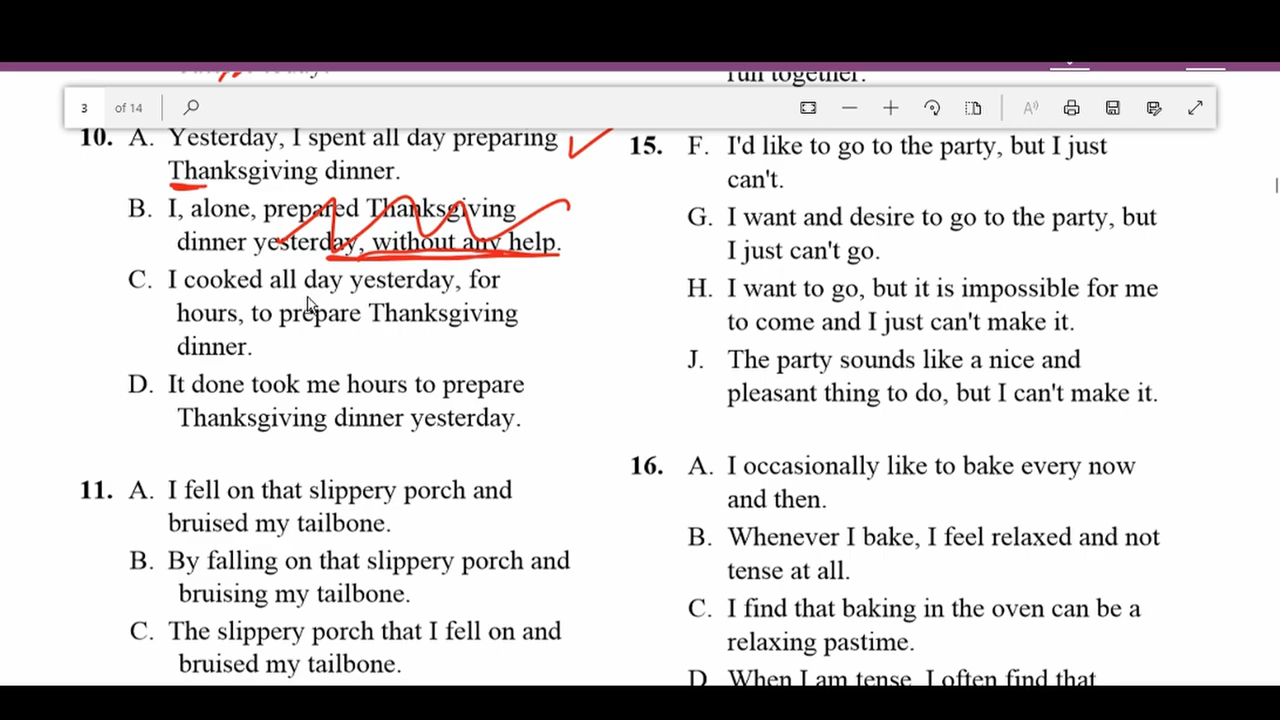 run together.
3 of 14
10. A. Yesterday, I spent all day preparing
Thanksgiving dinner.
B. I, alone, prepared Thanksgiving
dinner yesterday, without any help.
C. I cooked all day yesterday, for
hours, to prepare Thanksgiving
dinner.
D. It done took me hours to prepare
Thanksgiving dinner yesterday.
11. A. I fell on that slippery porch and
bruised my tailbone.
B. By falling on that slippery porch and
bruising my tailbone.
C. The slippery porch that I fell on and
bruised my tailbone.
15. F. I'd like to go to the party, but I just
can't.
G. I want and desire to go to the party, but
I just can't go.
H. I want to go, but it is impossible for me
to come and I just can't make it.
J. The party sounds like a nice and
pleasant thing to do, but I can't make it.
16. A. I occasionally like to bake every now
and then.
B. Whenever I bake, I feel relaxed and not
tense at all.
C. I find that baking in the oven can be a
relaxing pastime.
D. When I am tense, I often find that